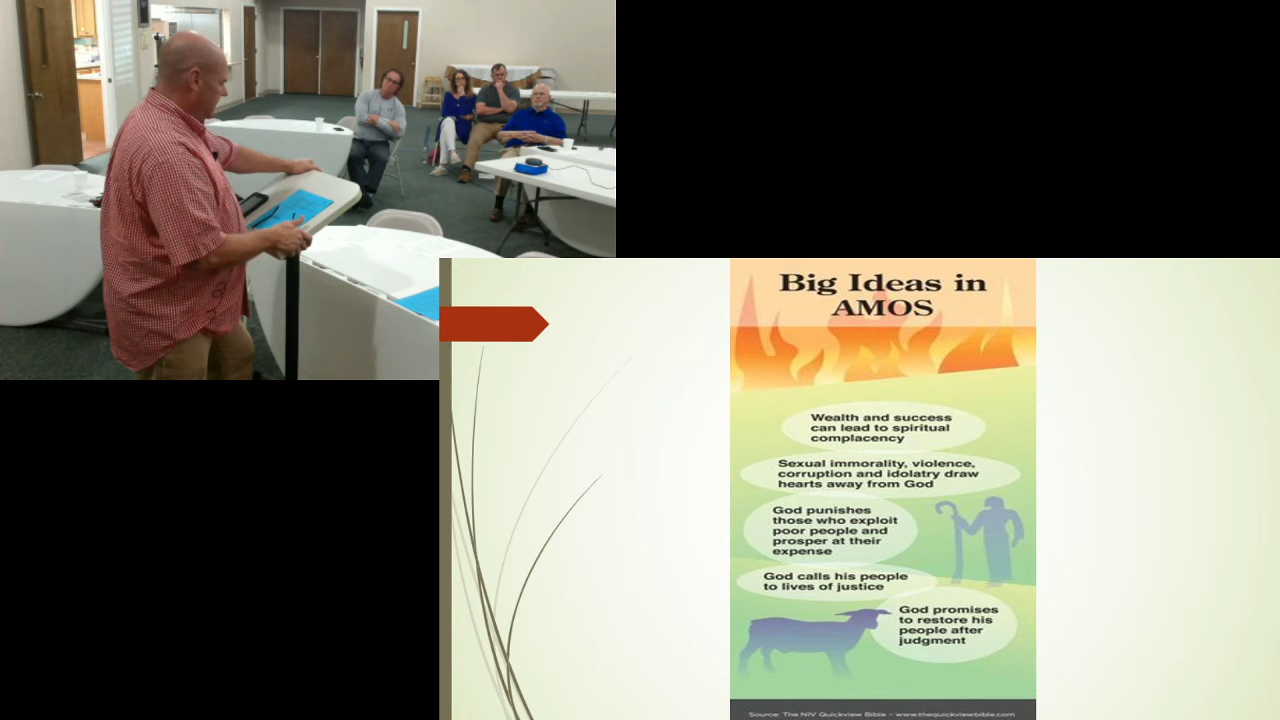 Big Ideas in
AMOS
Wealth and success
can lead to spiritual
complacency
Sexual immorality, violence,
corruption and idolatry draw
hearts away from God
God punishes
those who exploit
poor people and
prosper at their
expense
God calls his people
to lives of justice
God promises
to restore his
people after
judgment
Source: The NIV Quickview Bible - www.thequickviewbible.com